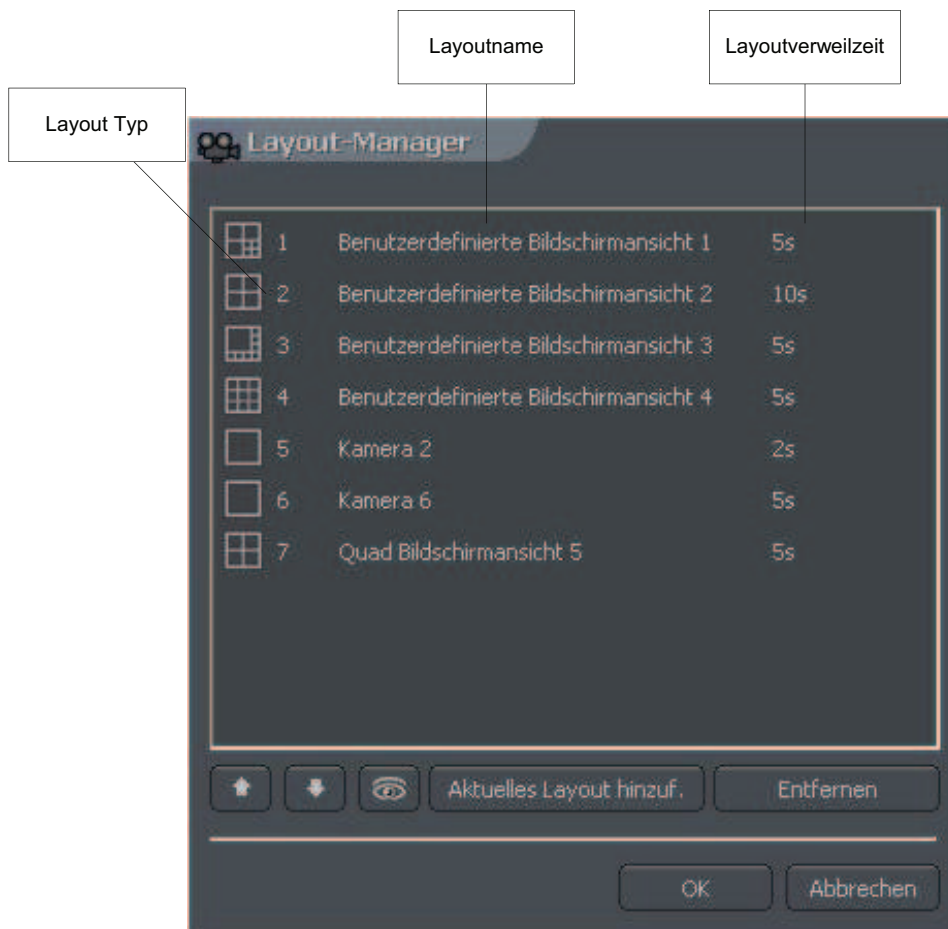 Layoutname
Layoutverweilzeit
Layout Typ
Layout-Manager
1 Benutzerdefinierte Bildschirmansicht 1 5s
2 Benutzerdefinierte Bildschirmansicht 2 10s
3 Benutzerdefinierte Bildschirmansicht 3 5s
4 Benutzerdefinierte Bildschirmansicht 4 5s
5 Kamera 2 2s
6 Kamera 6 5s
7 Quad Bildschirmansicht 5 5s
Aktuelles Layout hinzuf. Entfernen
OK Abbrechen